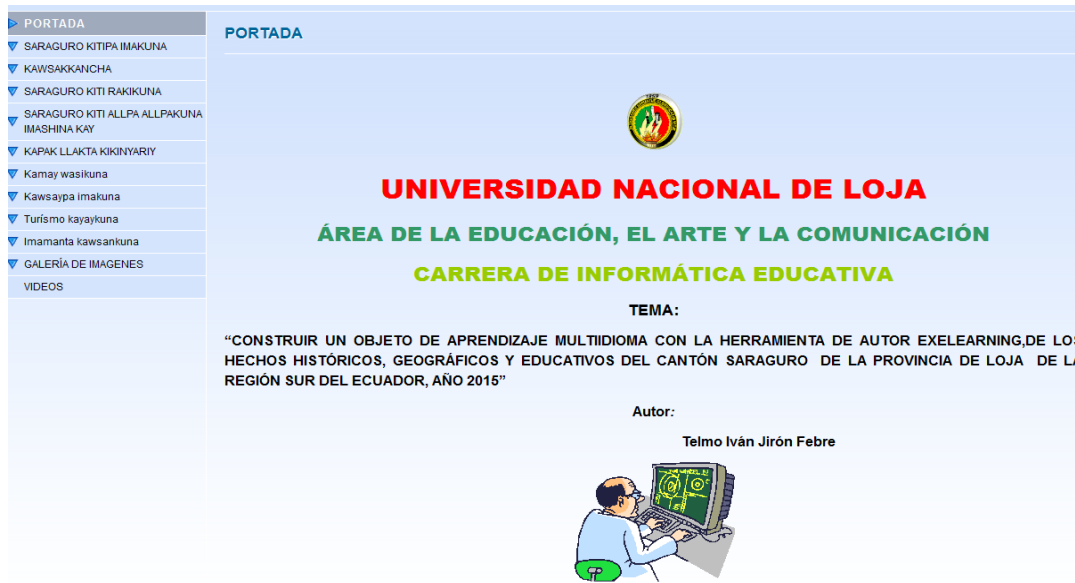 PORTADA
SARAGURO KITIPA IMAKUNA
KAWSAKKANCHA
SARAGURO KITI RAKIKUNA
SARAGURO KITI ALLPA ALLPAKUNA
IMASHINA KAY
KAPAK LLAKTA KIKINYARIY
Kamay wasikuna
Kawsaypa imakuna
Turísmo kayaykuna
Imamanta kawsankuna
GALERÍA DE IMAGENES
VIDEOS
PORTADA
UNIVERSIDAD NACIONAL DE LOJA
ÁREA DE LA EDUCACIÓN, EL ARTE Y LA COMUNICACIÓN
CARRERA DE INFORMÁTICA EDUCATIVA
TEMA:
“CONSTRUIR UN OBJETO DE APRENDIZAJE MULTIIDIOMA CON LA HERRAMIENTA DE AUTOR EXELEARNING,DE LOS
HECHOS HISTÓRICOS, GEOGRÁFICOS Y EDUCATIVOS DEL CANTÓN SARAGURO DE LA PROVINCIA DE LOJA DE LA
REGIÓN SUR DEL ECUADOR, AÑO 2015”
Autor:
Telmo Iván Jirón Febre